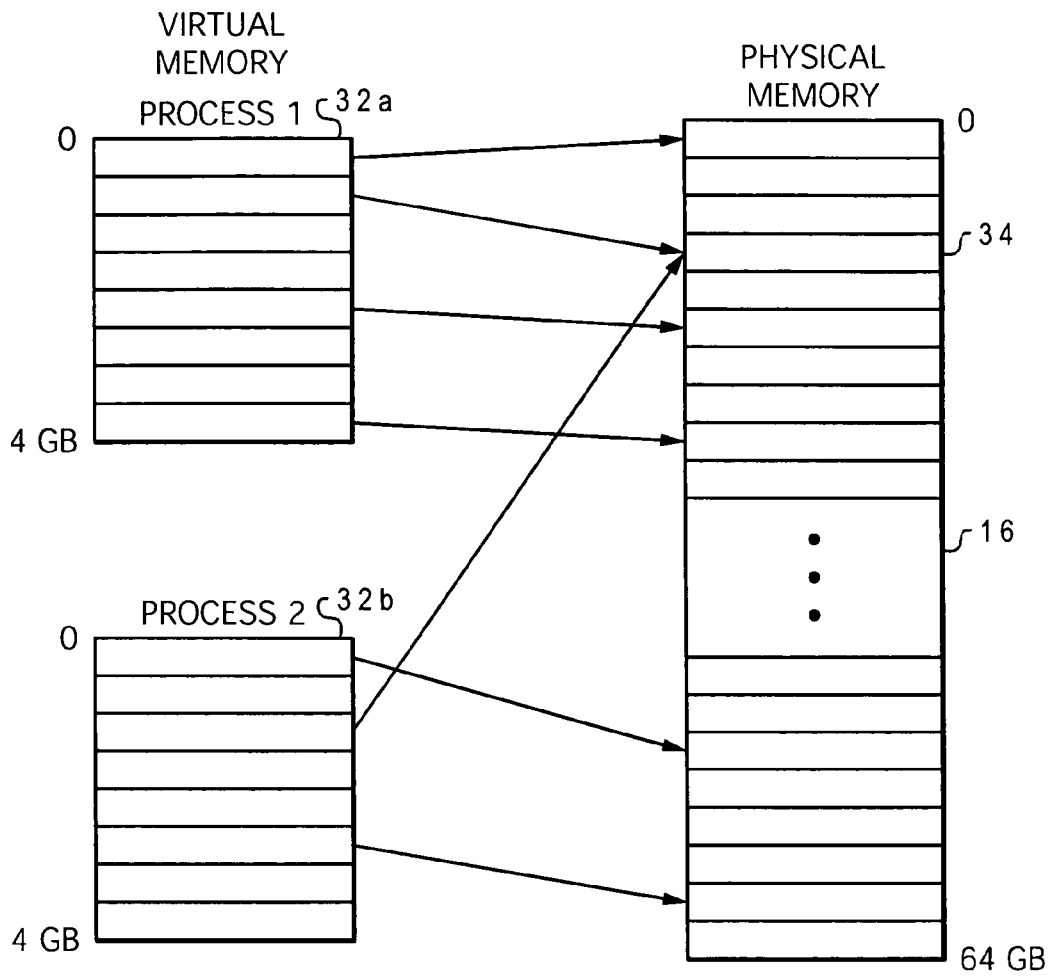 VIRTUAL
MEMORY
PROCESS 1
32a
0
4 GB
PROCESS 2
32b
0
4 GB
PHYSICAL
MEMORY
0
34
16
64 GB